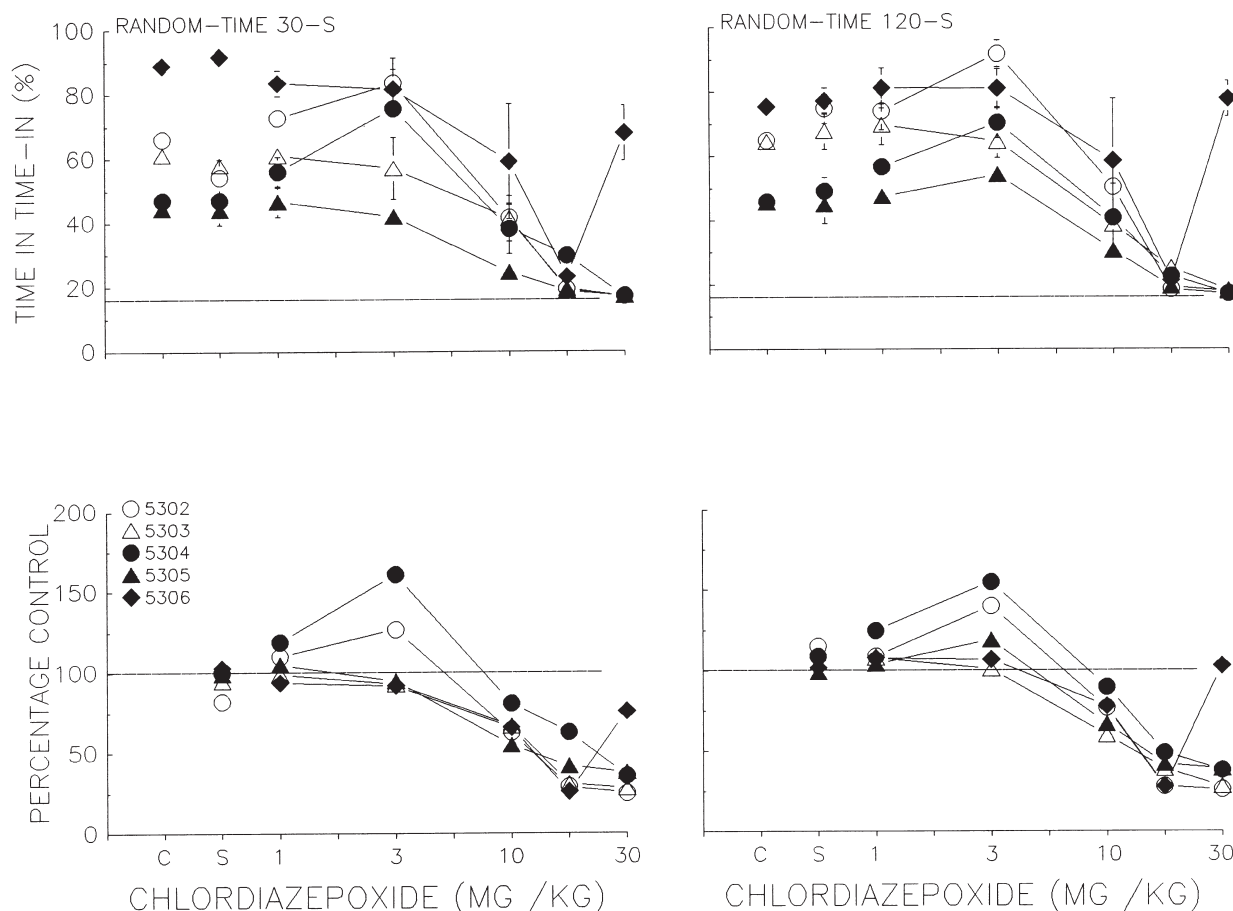 RANDOM-TIME 30-S
RANDOM-TIME 120-S
TIME IN TIME-IN (%)
100
80
60
40
20
0
PERCENTAGE CONTROL
200
150
100
50
0
5302
5303
5304
5305
5306
C S 1 3 10 30
C S 1 3 10 30
CHLORDIAZEPOXIDE (MG /KG)
CHLORDIAZEPOXIDE (MG /KG)